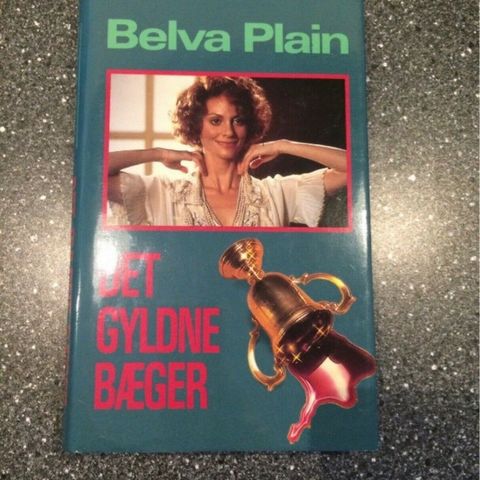 Belva Plain
DET
GYLDNE
BÆGER